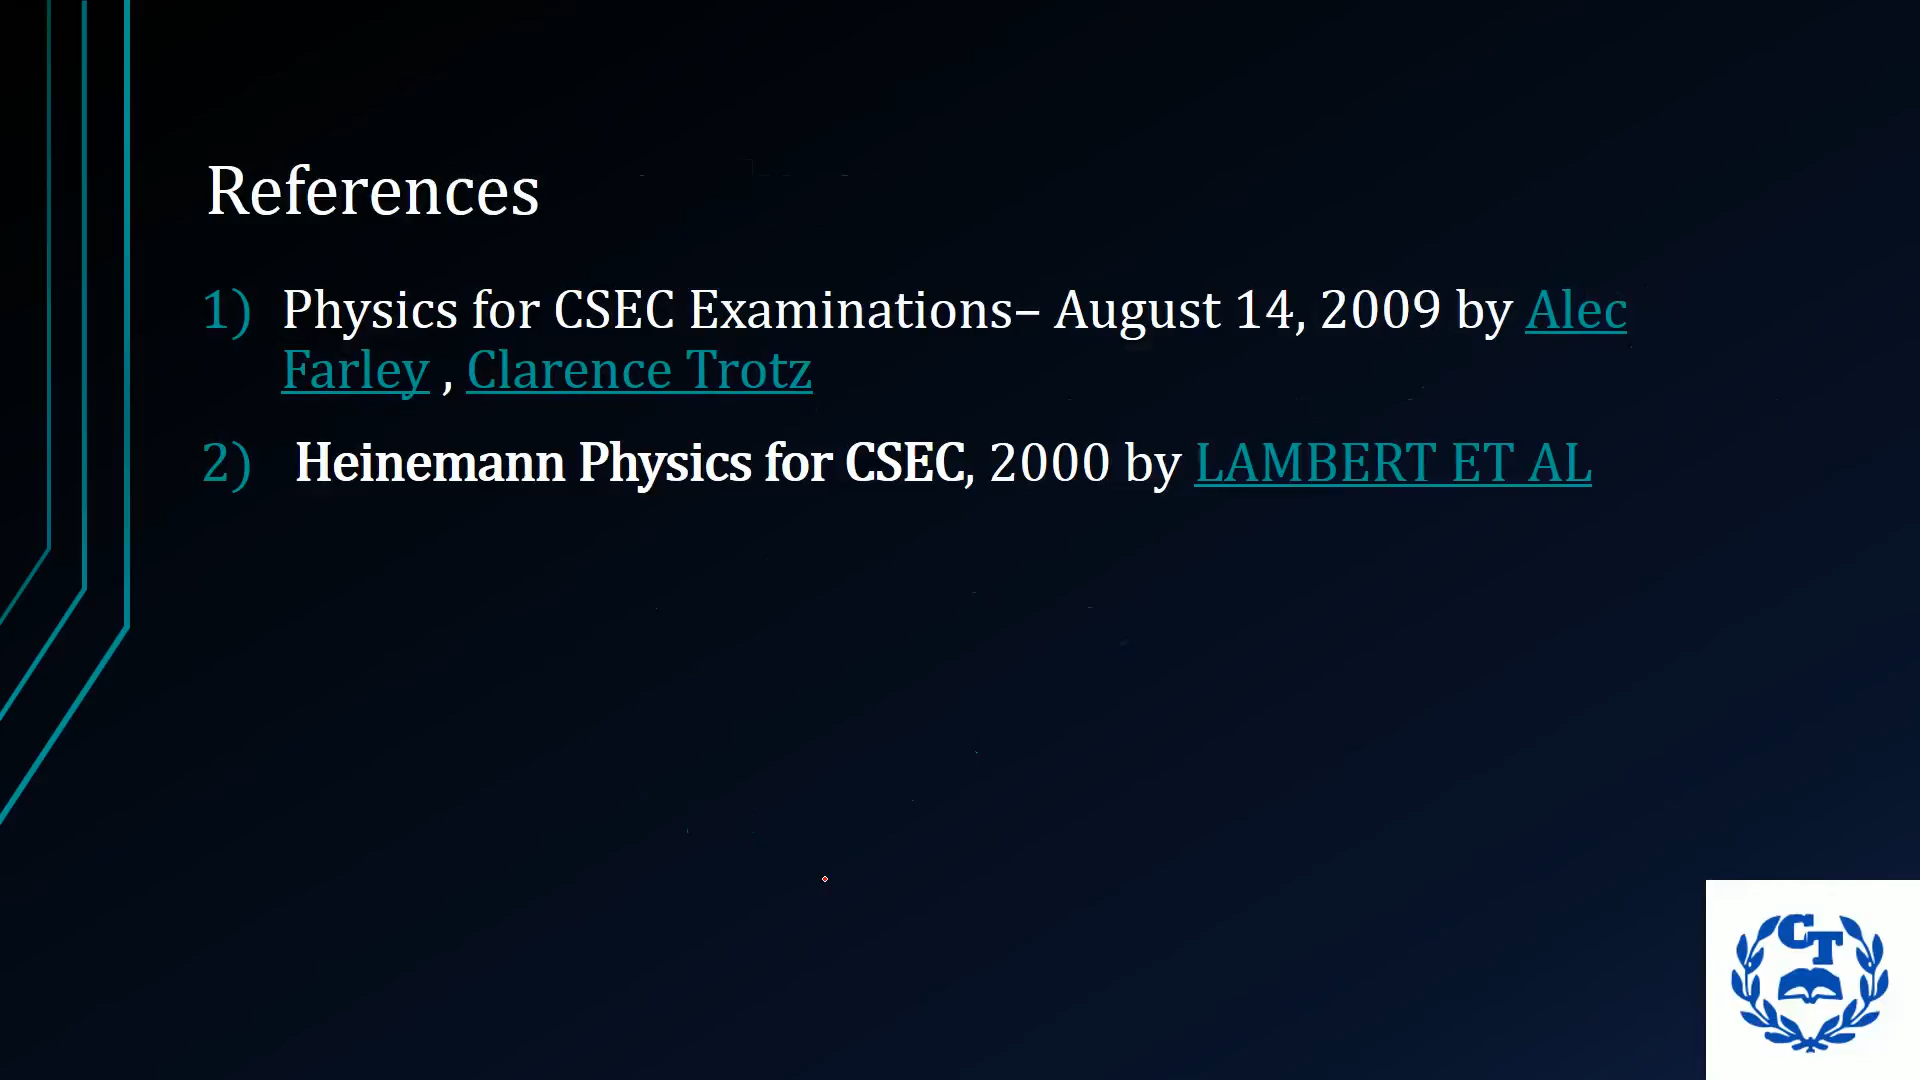 References
1) Physics for CSEC Examinations– August 14, 2009 by Alec
Farley , Clarence Trotz
2) Heinemann Physics for CSEC, 2000 by LAMBERT ET AL
CT